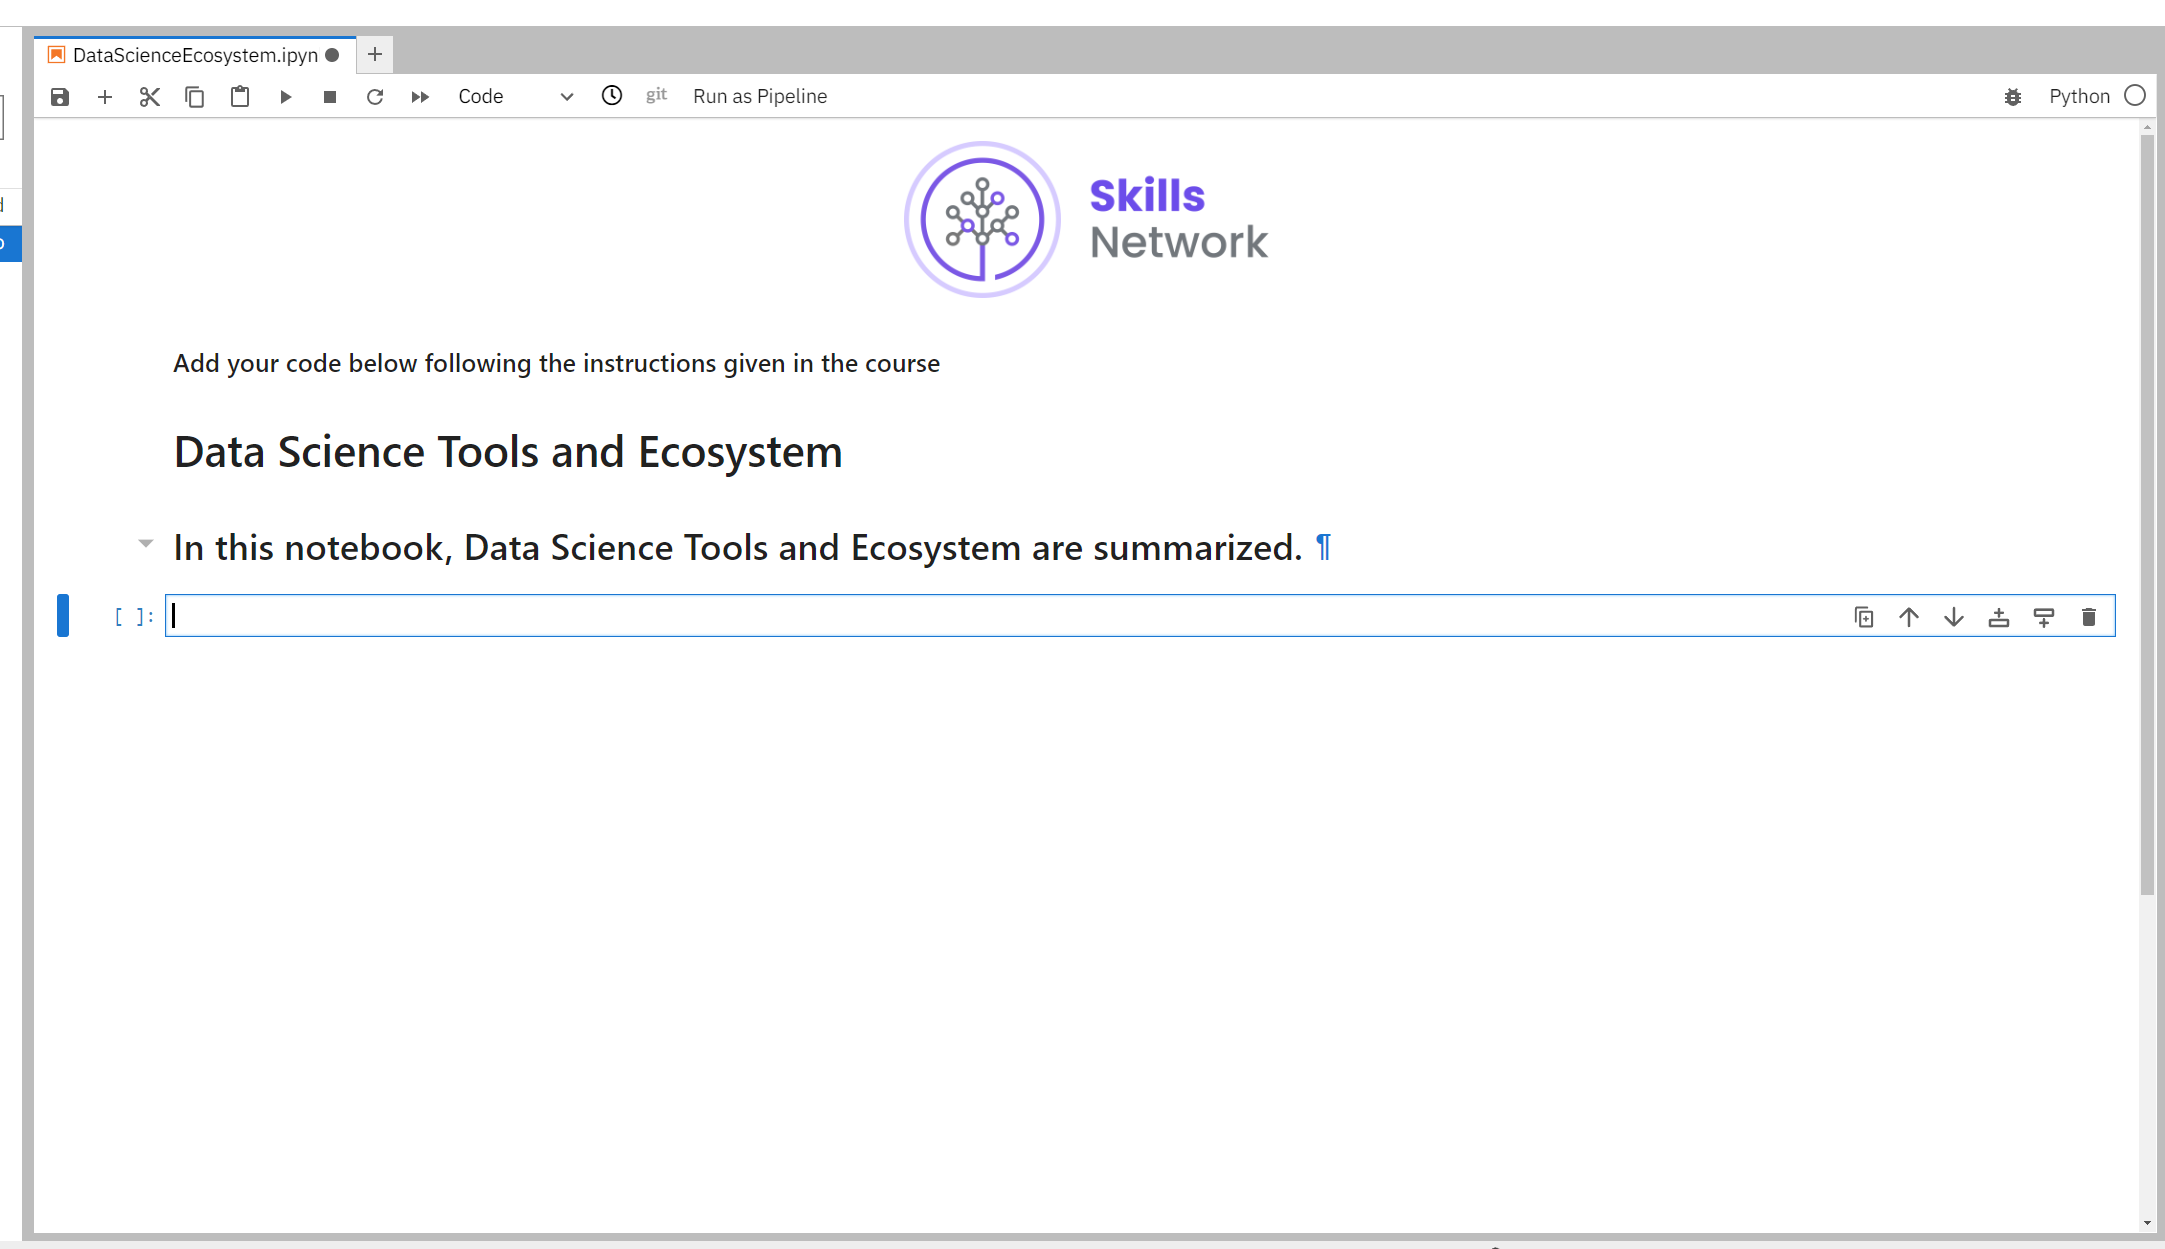 DataScienceEcosystem.ipyn
Code
git
Run as Pipeline
Python
Skills
Network
Add your code below following the instructions given in the course
Data Science Tools and Ecosystem
In this notebook, Data Science Tools and Ecosystem are summarized. ¶
[ ]: